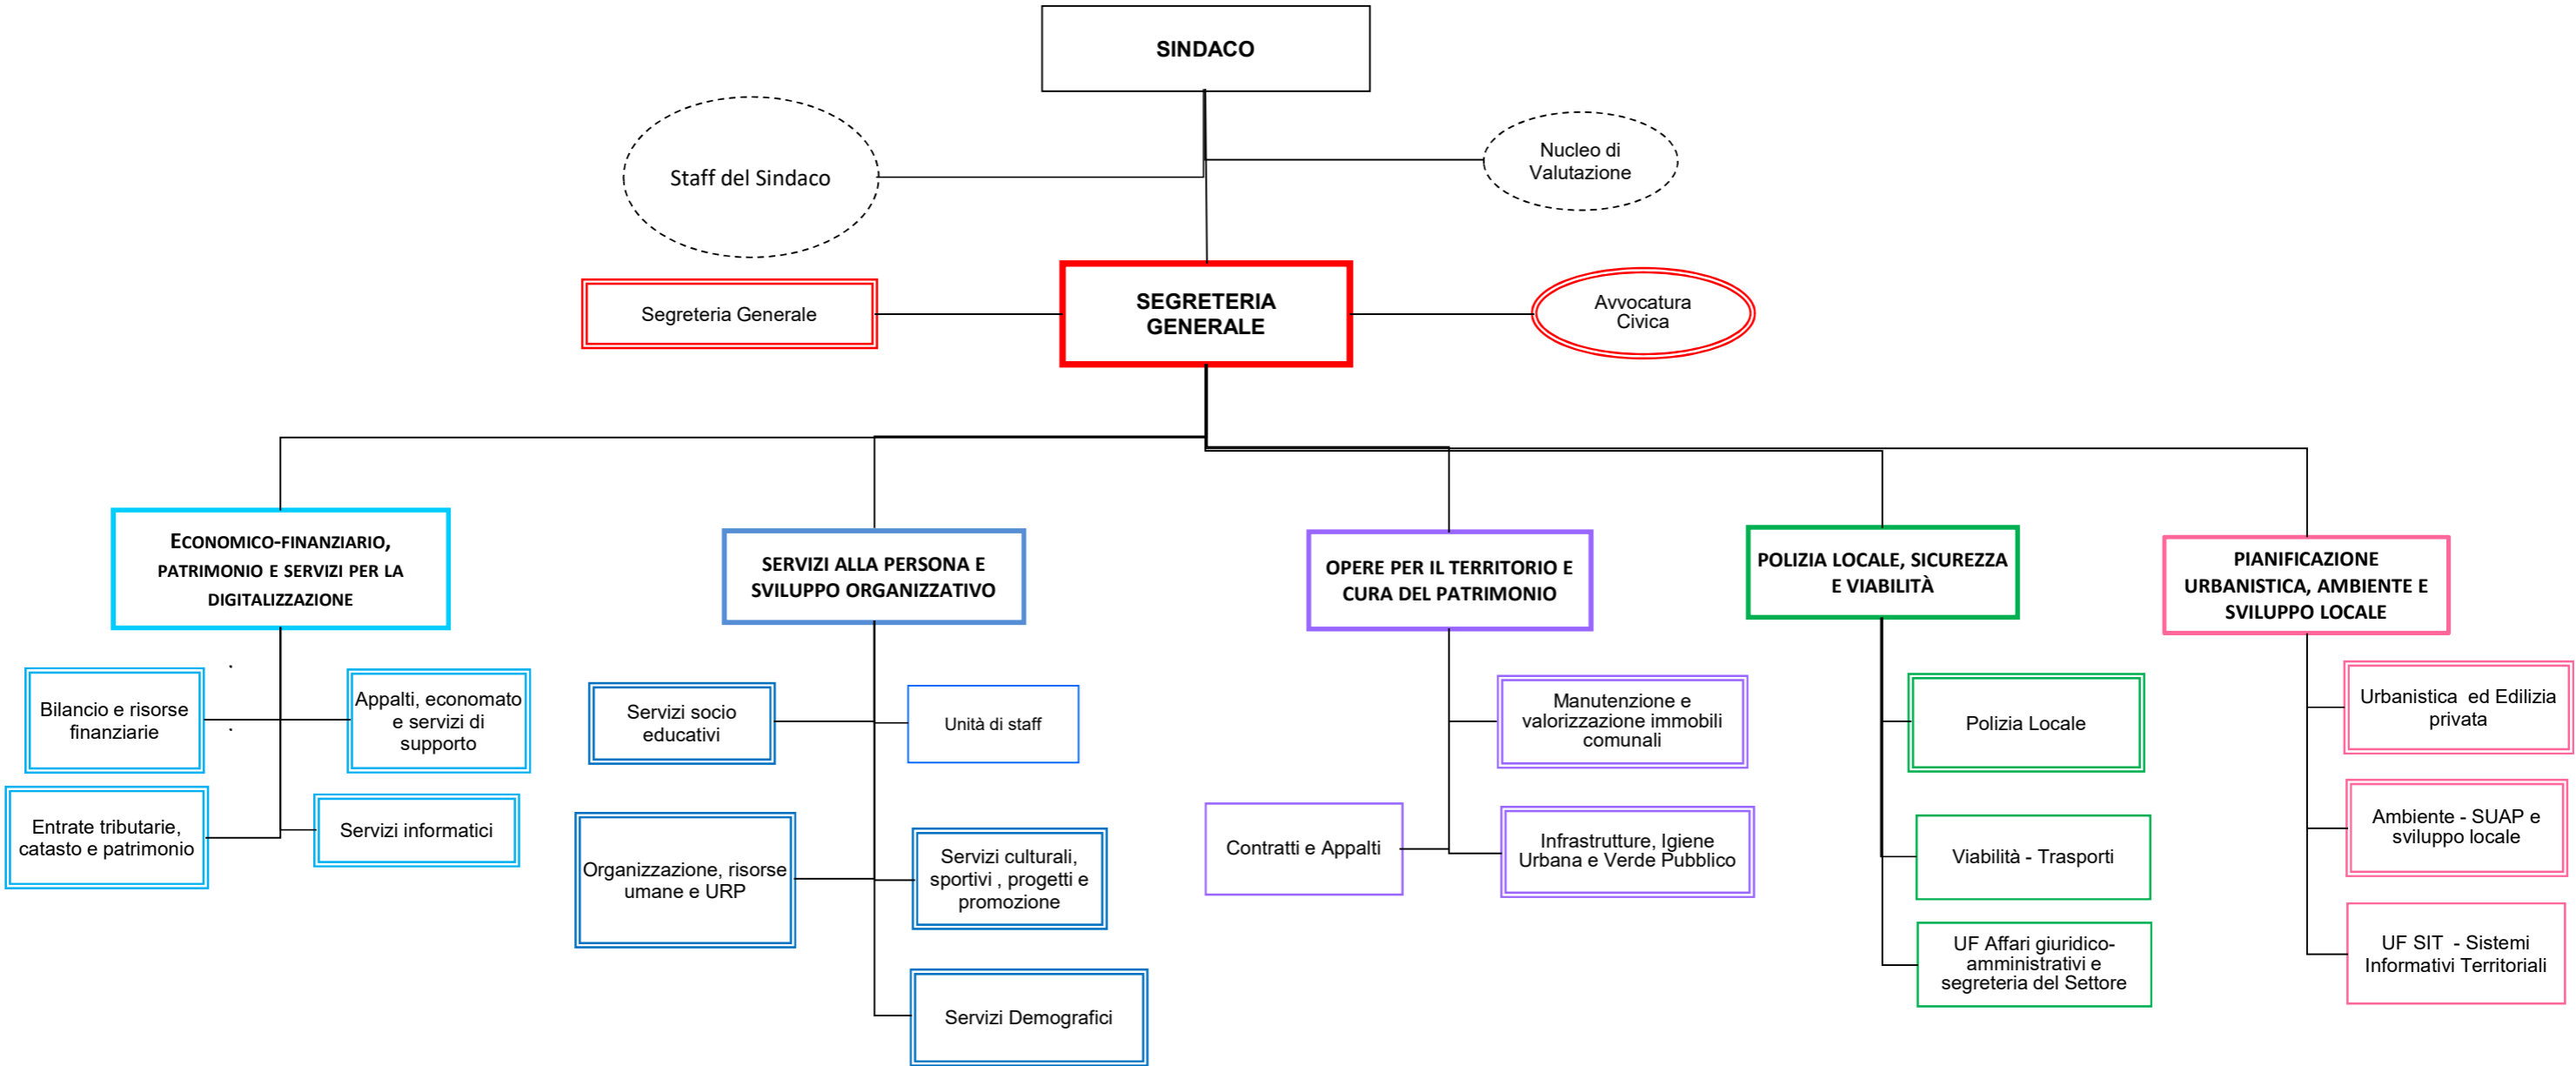 SINDACO
Staff del Sindaco
Nucleo di
Valutazione
Segreteria Generale
SEGRETERIA
GENERALE
Avvocatura
Civica
ECONOMICO-FINANZIARIO,
PATRIMONIO E SERVIZI PER LA
DIGITALIZZAZIONE
SERVIZI ALLA PERSONA E
SVILUPPO ORGANIZZATIVO
OPERE PER IL TERRITORIO E
CURA DEL PATRIMONIO
POLIZIA LOCALE, SICUREZZA
E VIABILITÀ
PIANIFICAZIONE
URBANISTICA, AMBIENTE E
SVILUPPO LOCALE
Bilancio e risorse
finanziarie
Appalti, economato
e servizi di
supporto
Entrate tributarie,
catasto e patrimonio
Servizi informatici
Servizi socio
educativi
Unità di staff
Organizzazione, risorse
umane e URP
Servizi culturali,
sportivi , progetti e
promozione
Servizi Demografici
Manutenzione e
valorizzazione immobili
comunali
Contratti e Appalti
Infrastrutture, Igiene
Urbana e Verde Pubblico
Polizia Locale
Viabilità - Trasporti
UF Affari giuridico-
amministrativi e
segreteria del Settore
Urbanistica ed Edilizia
privata
Ambiente - SUAP e
sviluppo locale
UF SIT - Sistemi
Informativi Territoriali